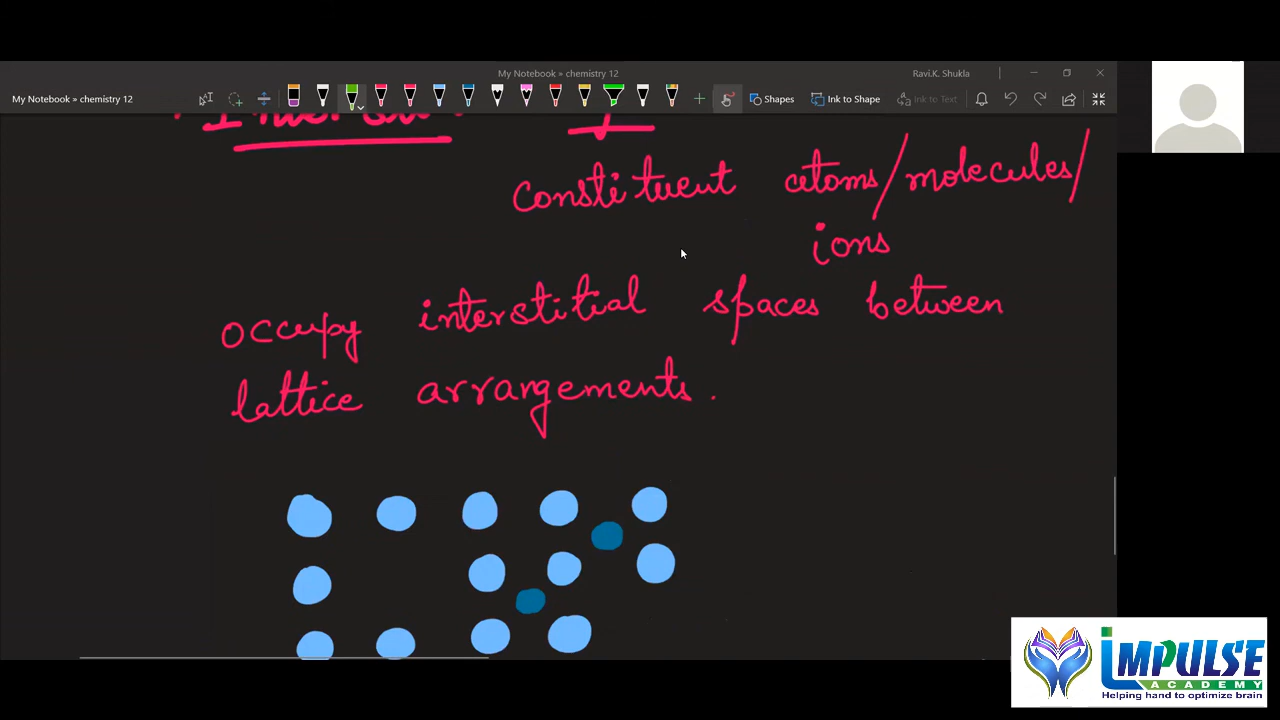 My Notebook » chemistry 12
Ravi.K. Shukla
My Notebook » chemistry 12
Shapes
Ink to Shape
Ink to Text
constituent atoms/molecules/
ions
occupy interstitial spaces between
lattice arrangements.
iMPULSE
ACADEMY
Helping hand to optimize brain